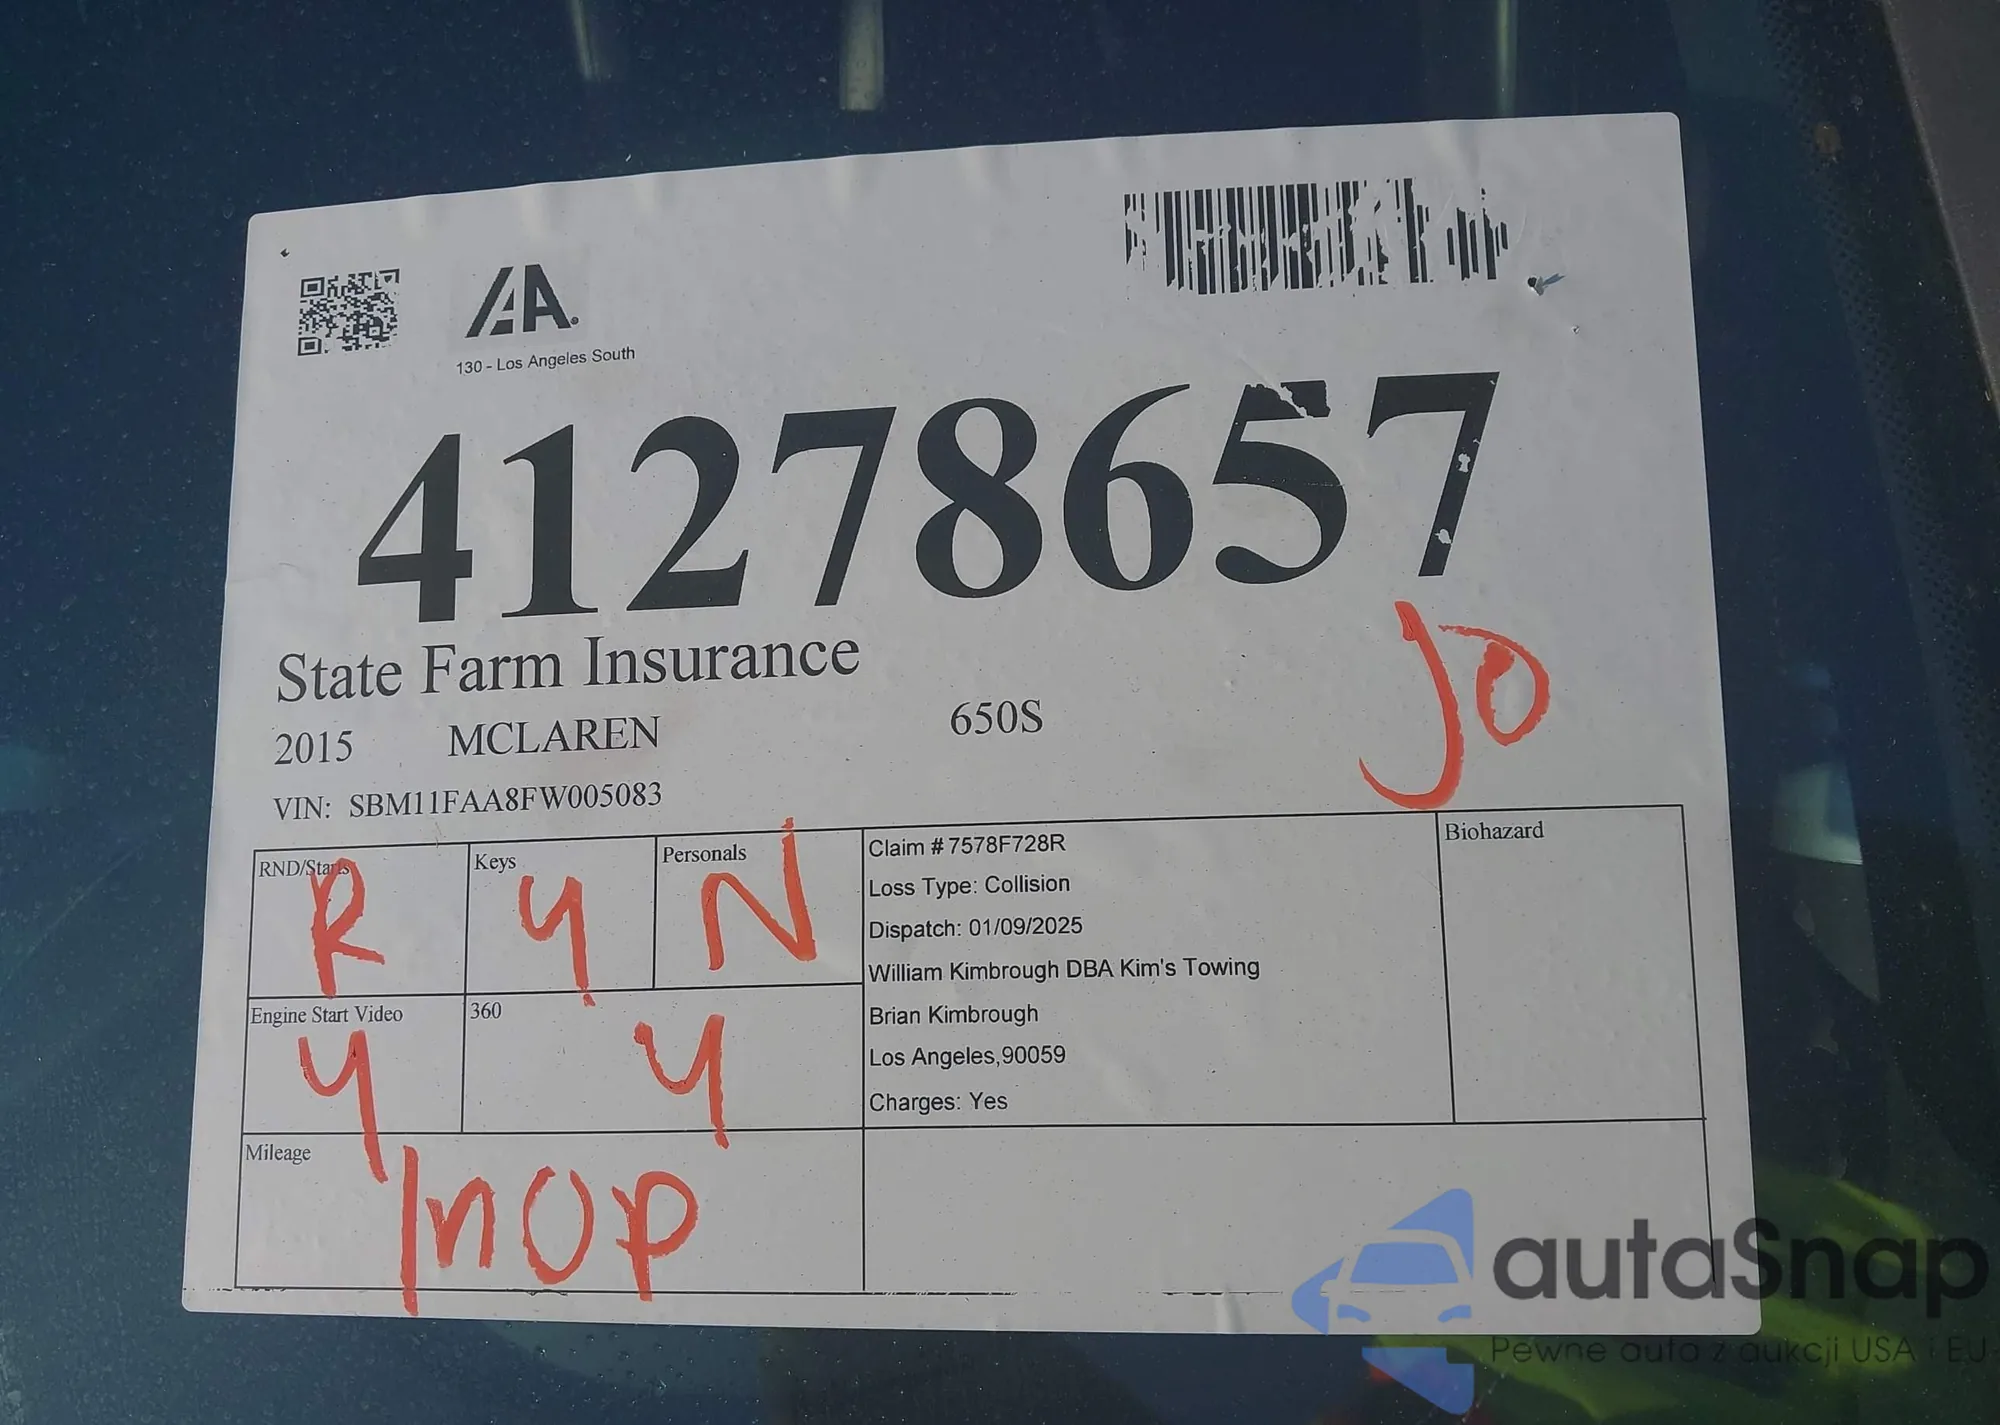 IAA
130 - Los Angeles South
41278657
State Farm Insurance
2015 MCLAREN 650S
JO
VIN: SBM11FAA8FW005083
RND/Starts
R
Keys
Y
Personals
N
Engine Start Video
Y
360
Y
Mileage
InOp
Claim # 7578F728R
Loss Type: Collision
Dispatch: 01/09/2025
William Kimbrough DBA Kim's Towing
Brian Kimbrough
Los Angeles,90059
Charges: Yes
Biohazard
autaSnap
Pewne auta z aukcji USA i EU